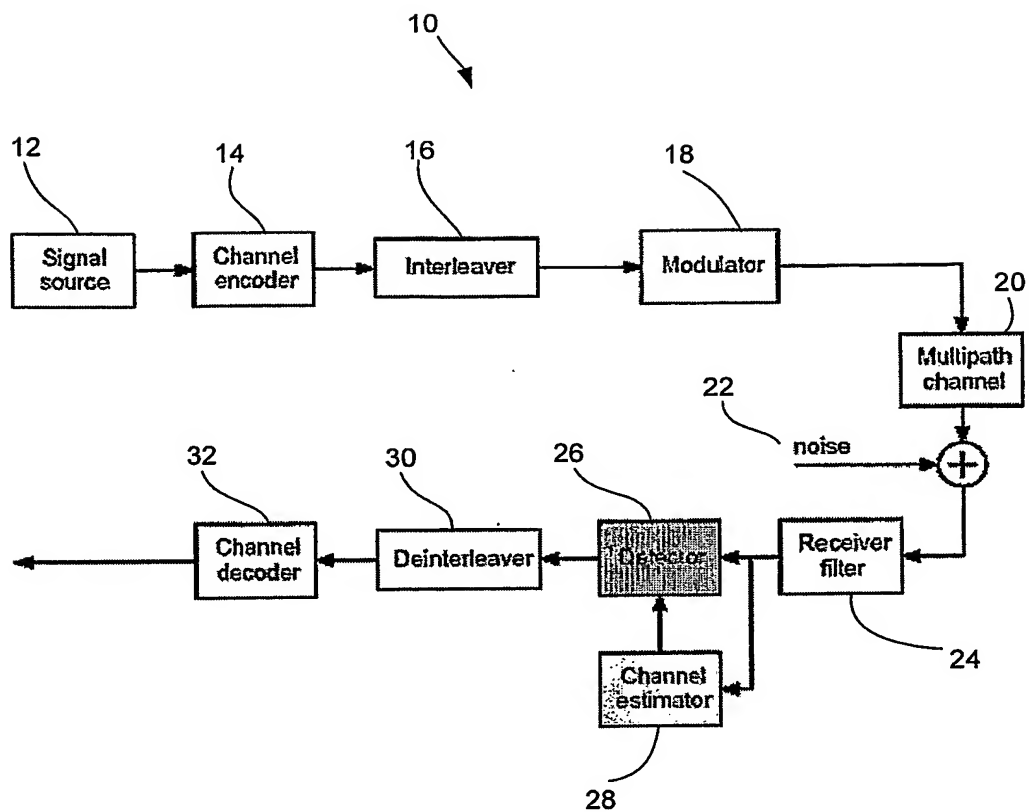 10
12
14
16
18
Signal
source
Channel
encoder
Interleaver
Modulator
20
Multipath
channel
22
noise
+
32
30
26
Channel
decoder
Deinterleaver
Detector
Receiver
filter
24
Channel
estimator
28